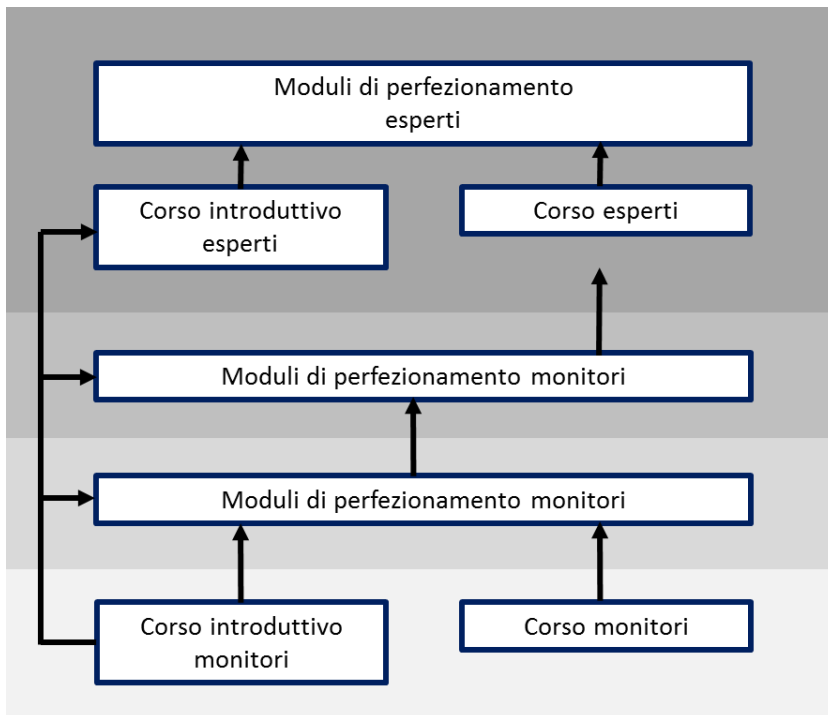 Moduli di perfezionamento
esperti
Corso introduttivo
esperti
Corso esperti
Moduli di perfezionamento monitori
Moduli di perfezionamento monitori
Corso introduttivo
monitori
Corso monitori